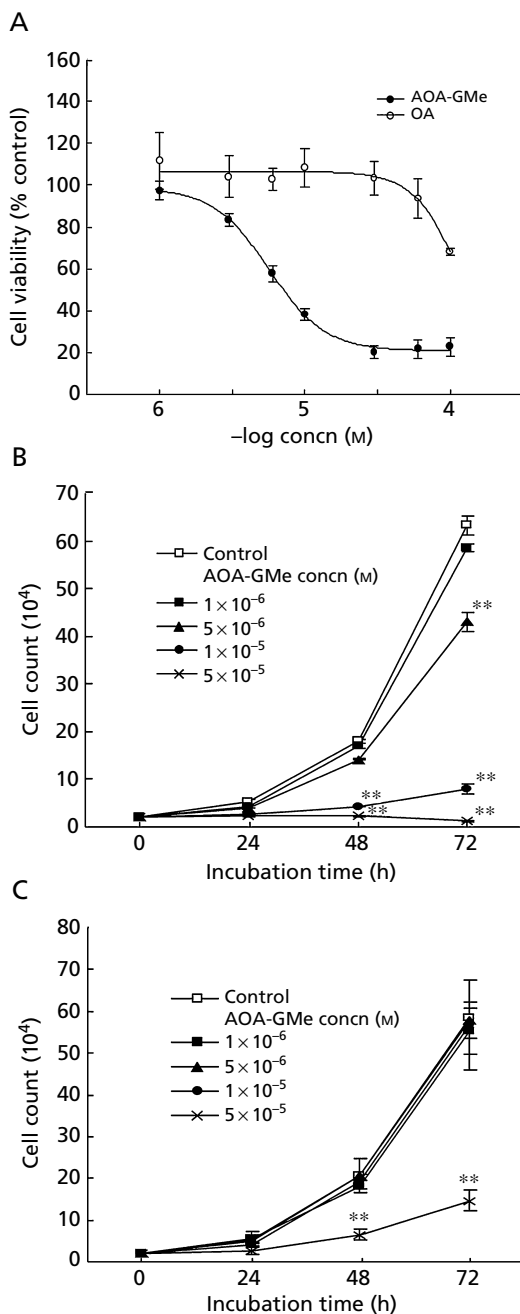 A
160
140
120
100
80
60
40
20
0
Cell viability (% control)
AOA-GMe
OA
6 5 4
–log concn (M)
B
70
60
50
40
30
20
10
0
Cell count (10⁴)
Control
AOA-GMe concn (M)
1 × 10⁻⁶
5 × 10⁻⁶
1 × 10⁻⁵
5 × 10⁻⁵
**
**
**
**
**
0 24 48 72
Incubation time (h)
C
80
70
60
50
40
30
20
10
0
Cell count (10⁴)
Control
AOA-GMe concn (M)
1 × 10⁻⁶
5 × 10⁻⁶
1 × 10⁻⁵
5 × 10⁻⁵
**
**
0 24 48 72
Incubation time (h)